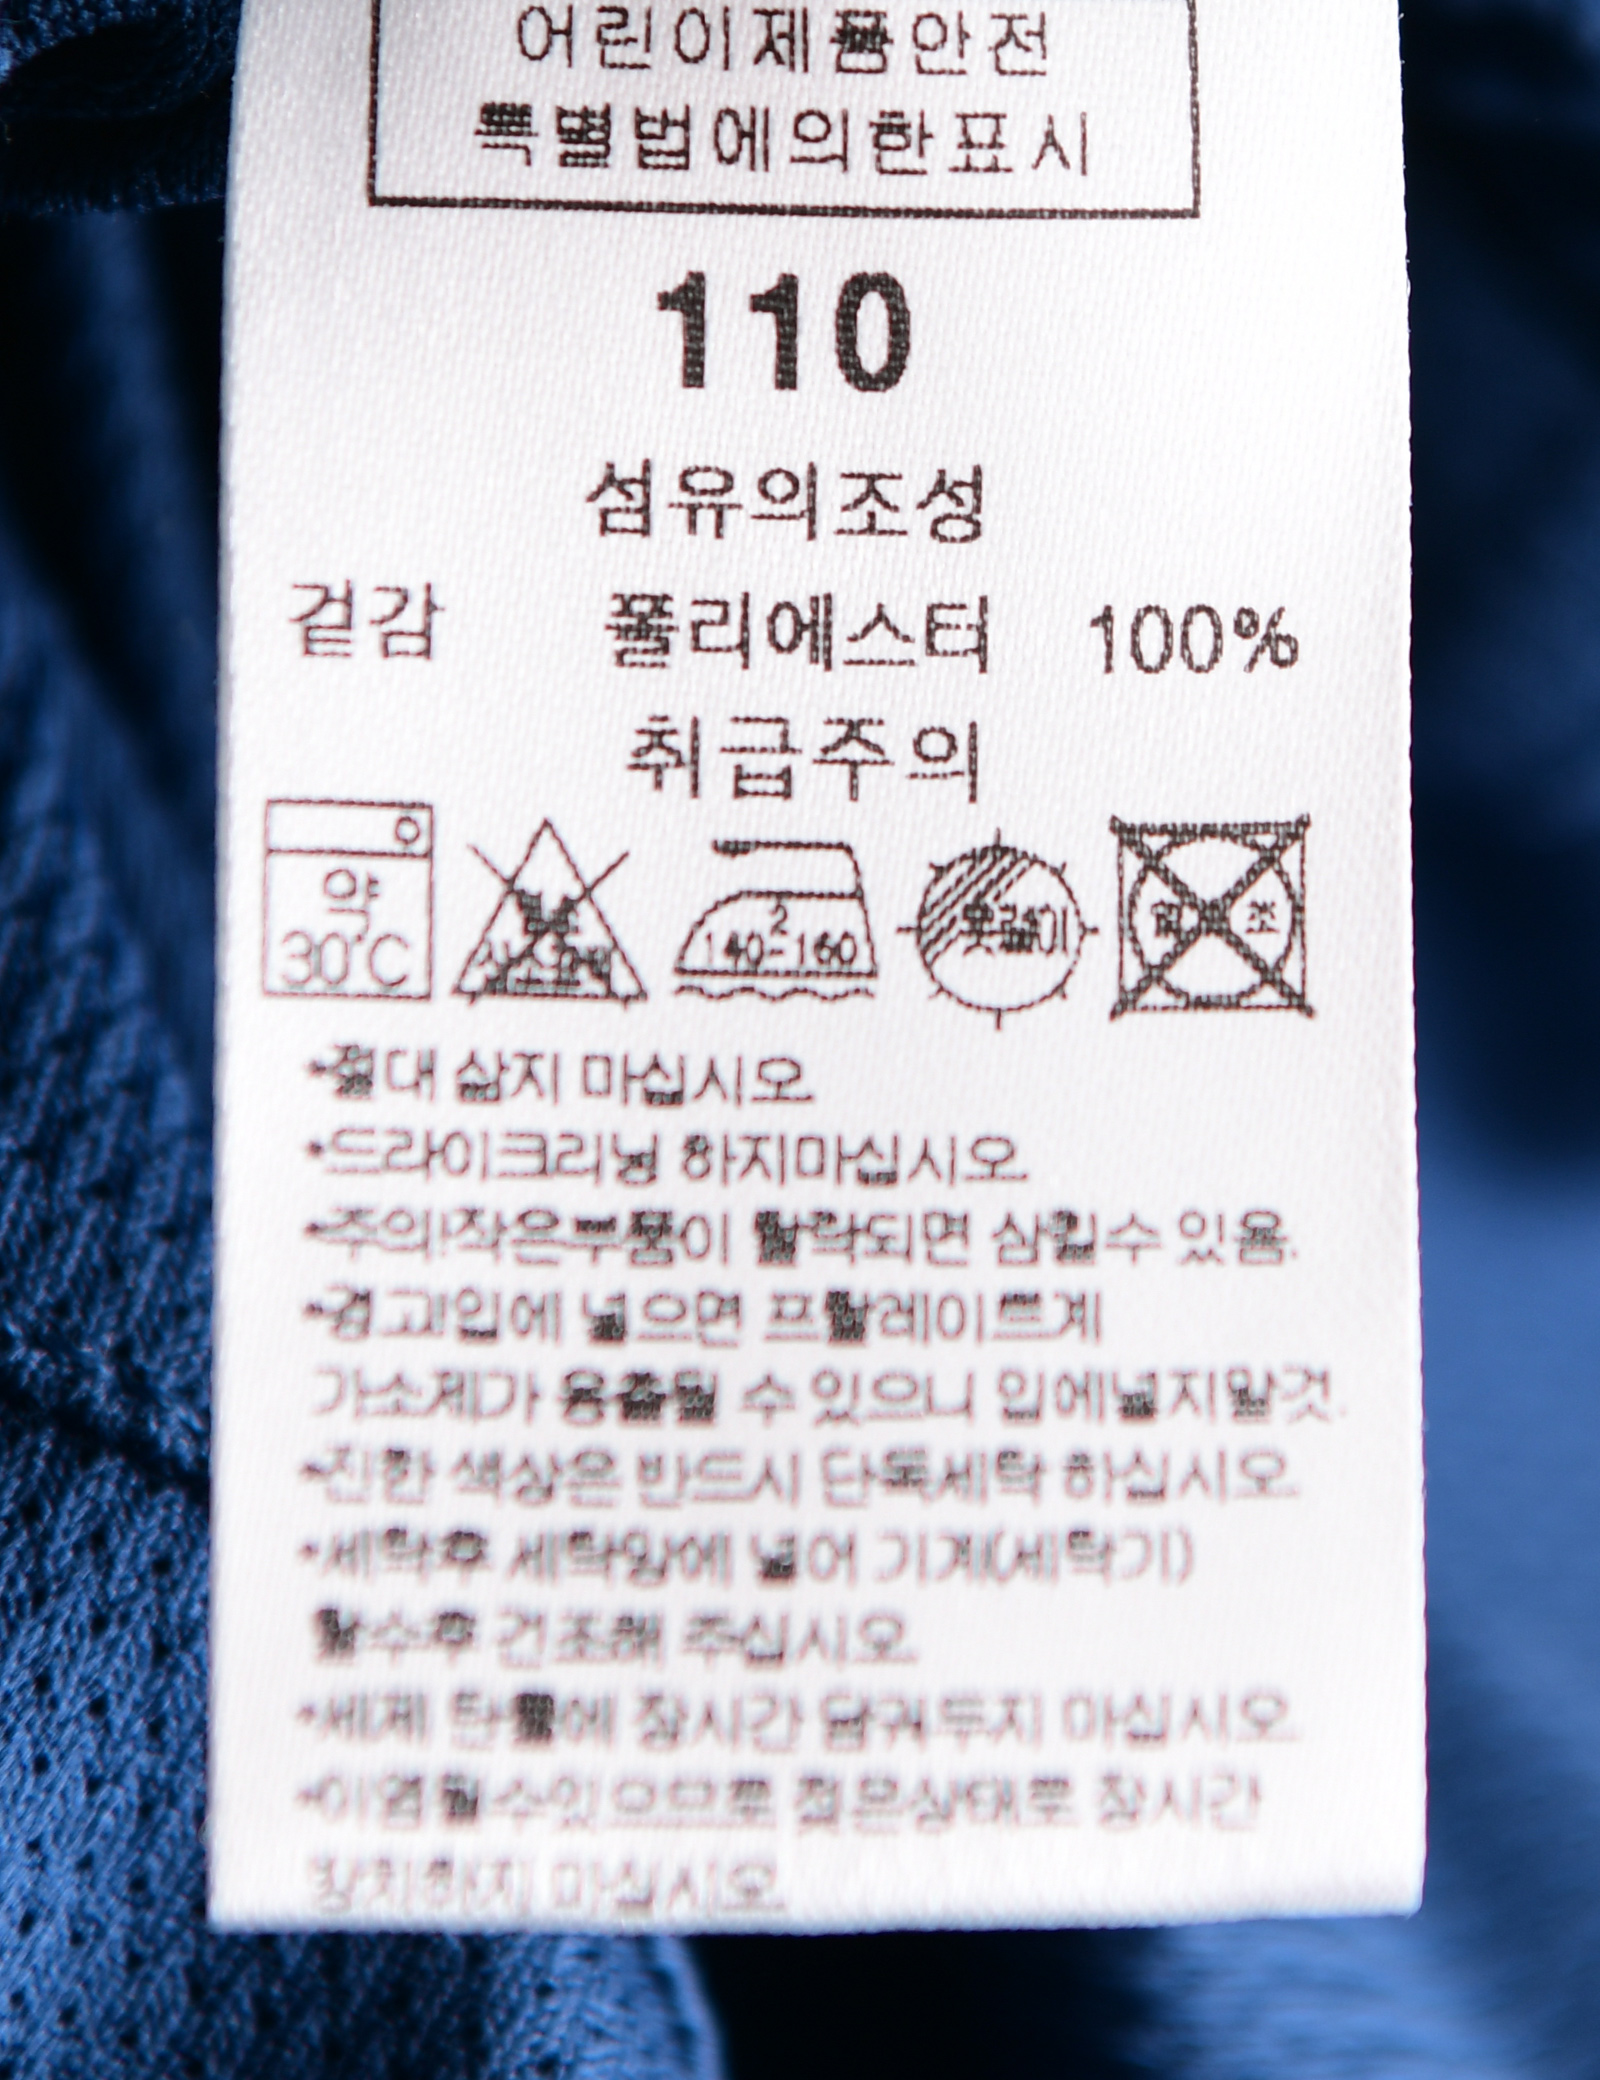 어린이제품안전
특별법에의한표시
110
섬유의조성
겉감 폴리에스터 100%
취급주의
약
30℃
2
140-160
옷걸이
•절대 삶지 마십시오.
•드라이크리닝 하지마십시오.
•주의!작은부품이 탈락되면 삼킬수 있음.
•경고!입에 넣으면 프탈레이트계
가소제가 용출될 수 있으니 입에넣지말것.
•진한 색상은 반드시 단독세탁 하십시오.
•세탁후 세탁망에 넣어 기계(세탁기)
탈수후 건조해 주십시오.
•세제 탄물에 장시간 담궈두지 마십시오.
•이염될수잇으므로 젖은상태로 장시간
방치하지 마십시오.